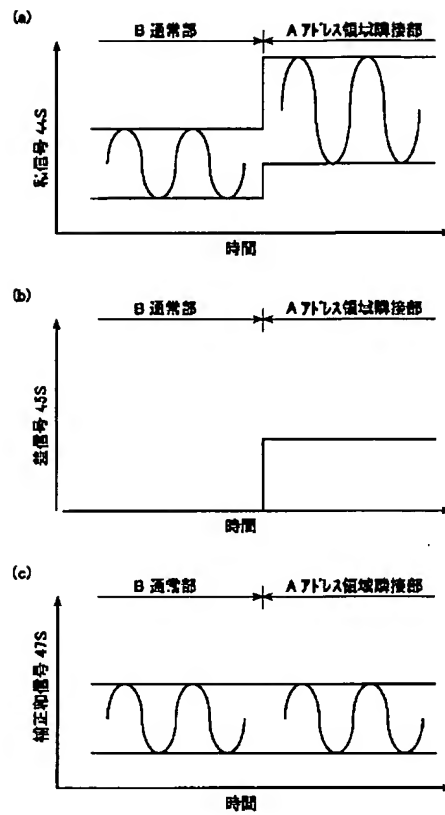 (a)
B 通常部
A アドレス領域隣接部
和信号 44S
時間
(b)
B 通常部
A アドレス領域隣接部
差信号 45S
時間
(c)
B 通常部
A アドレス領域隣接部
補正和信号 47S
時間